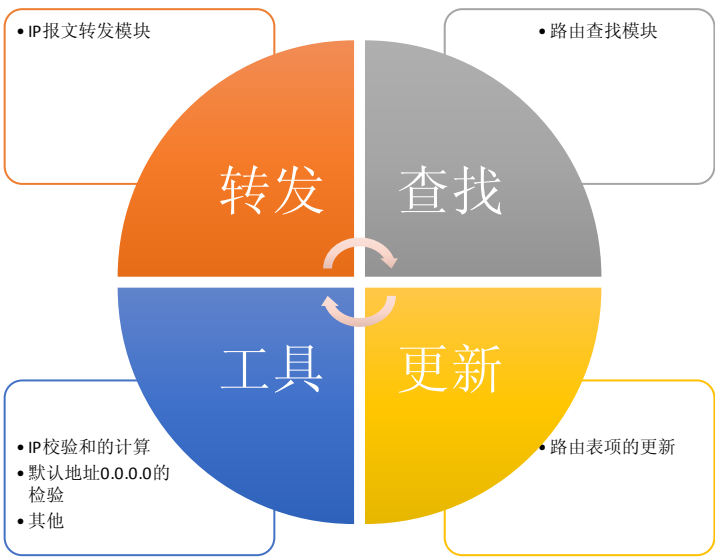 • IP报文转发模块
• 路由查找模块
转发
查找
工具
更新
• IP校验和的计算
• 默认地址0.0.0.0的
检验
• 其他
• 路由表项的更新